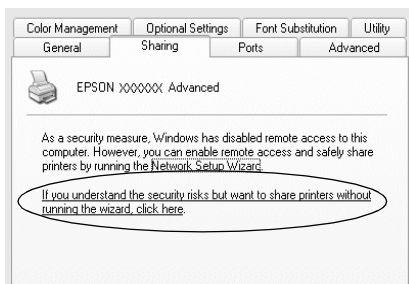 Color Management
Optional Settings
Font Substitution
Utility
General
Sharing
Ports
Advanced
EPSON XXXXXX Advanced
As a security measure, Windows has disabled remote access to this
computer. However, you can enable remote access and safely share
printers by running the Network Setup Wizard.
If you understand the security risks but want to share printers without
running the wizard, click here.